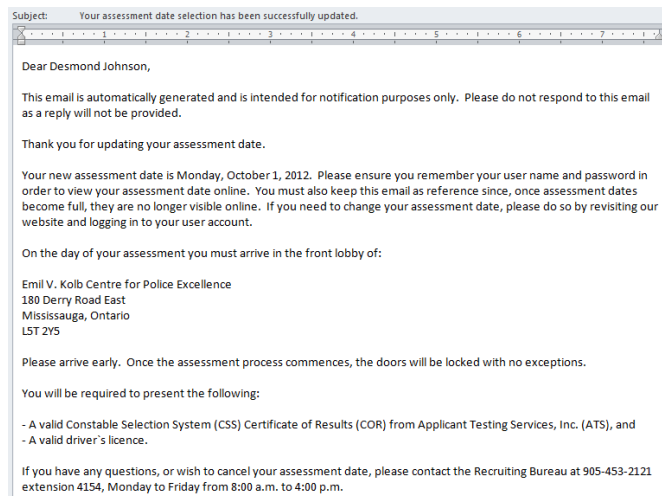 Subject: Your assessment date selection has been successfully updated.
1 2 3 4 5 6 7
Dear Desmond Johnson,
This email is automatically generated and is intended for notification purposes only. Please do not respond to this email
as a reply will not be provided.
Thank you for updating your assessment date.
Your new assessment date is Monday, October 1, 2012. Please ensure you remember your user name and password in
order to view your assessment date online. You must also keep this email as reference since, once assessment dates
become full, they are no longer visible online. If you need to change your assessment date, please do so by revisiting our
website and logging in to your user account.
On the day of your assessment you must arrive in the front lobby of:
Emil V. Kolb Centre for Police Excellence
180 Derry Road East
Mississauga, Ontario
L5T 2Y5
Please arrive early. Once the assessment process commences, the doors will be locked with no exceptions.
You will be required to present the following:
- A valid Constable Selection System (CSS) Certificate of Results (COR) from Applicant Testing Services, Inc. (ATS), and
- A valid driver`s licence.
If you have any questions, or wish to cancel your assessment date, please contact the Recruiting Bureau at 905-453-2121
extension 4154, Monday to Friday from 8:00 a.m. to 4:00 p.m.